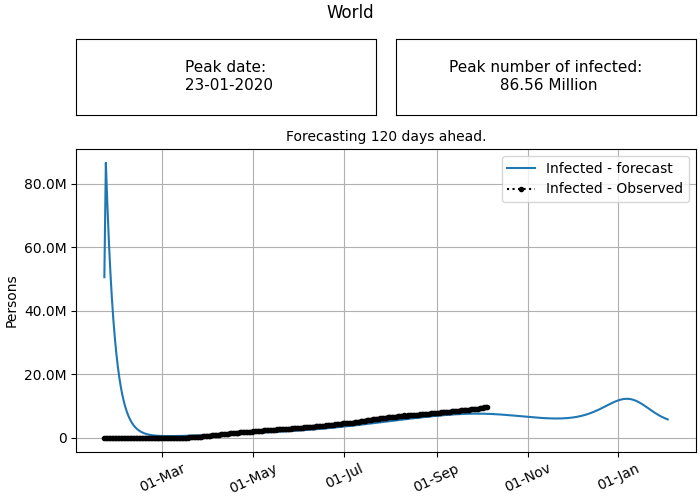 World
Peak date:
23-01-2020
Peak number of infected:
86.56 Million
Forecasting 120 days ahead.
Infected - forecast
Infected - Observed
80.0M
60.0M
40.0M
20.0M
0
Persons
01-Mar
01-May
01-Jul
01-Sep
01-Nov
01-Jan